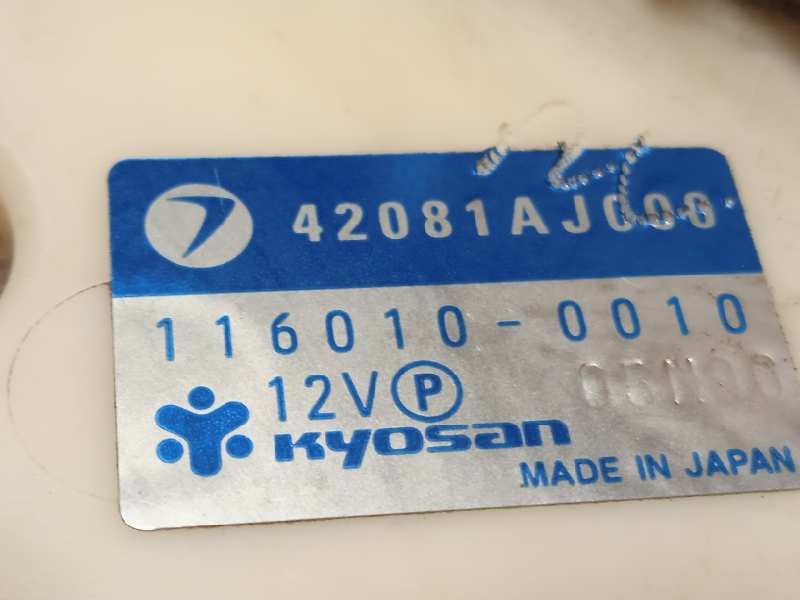 42081AJ000
116010-0010
12V P
Kyosan
MADE IN JAPAN